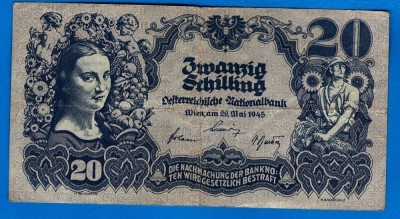 20
Zwanzig
Schilling
Oesterreichische Nationalbank
Wien, am 29. Mai 1945
20
DIE NACHMACHUNG DER BANKNO-
TEN WIRD GESETZLICH BESTRAFT